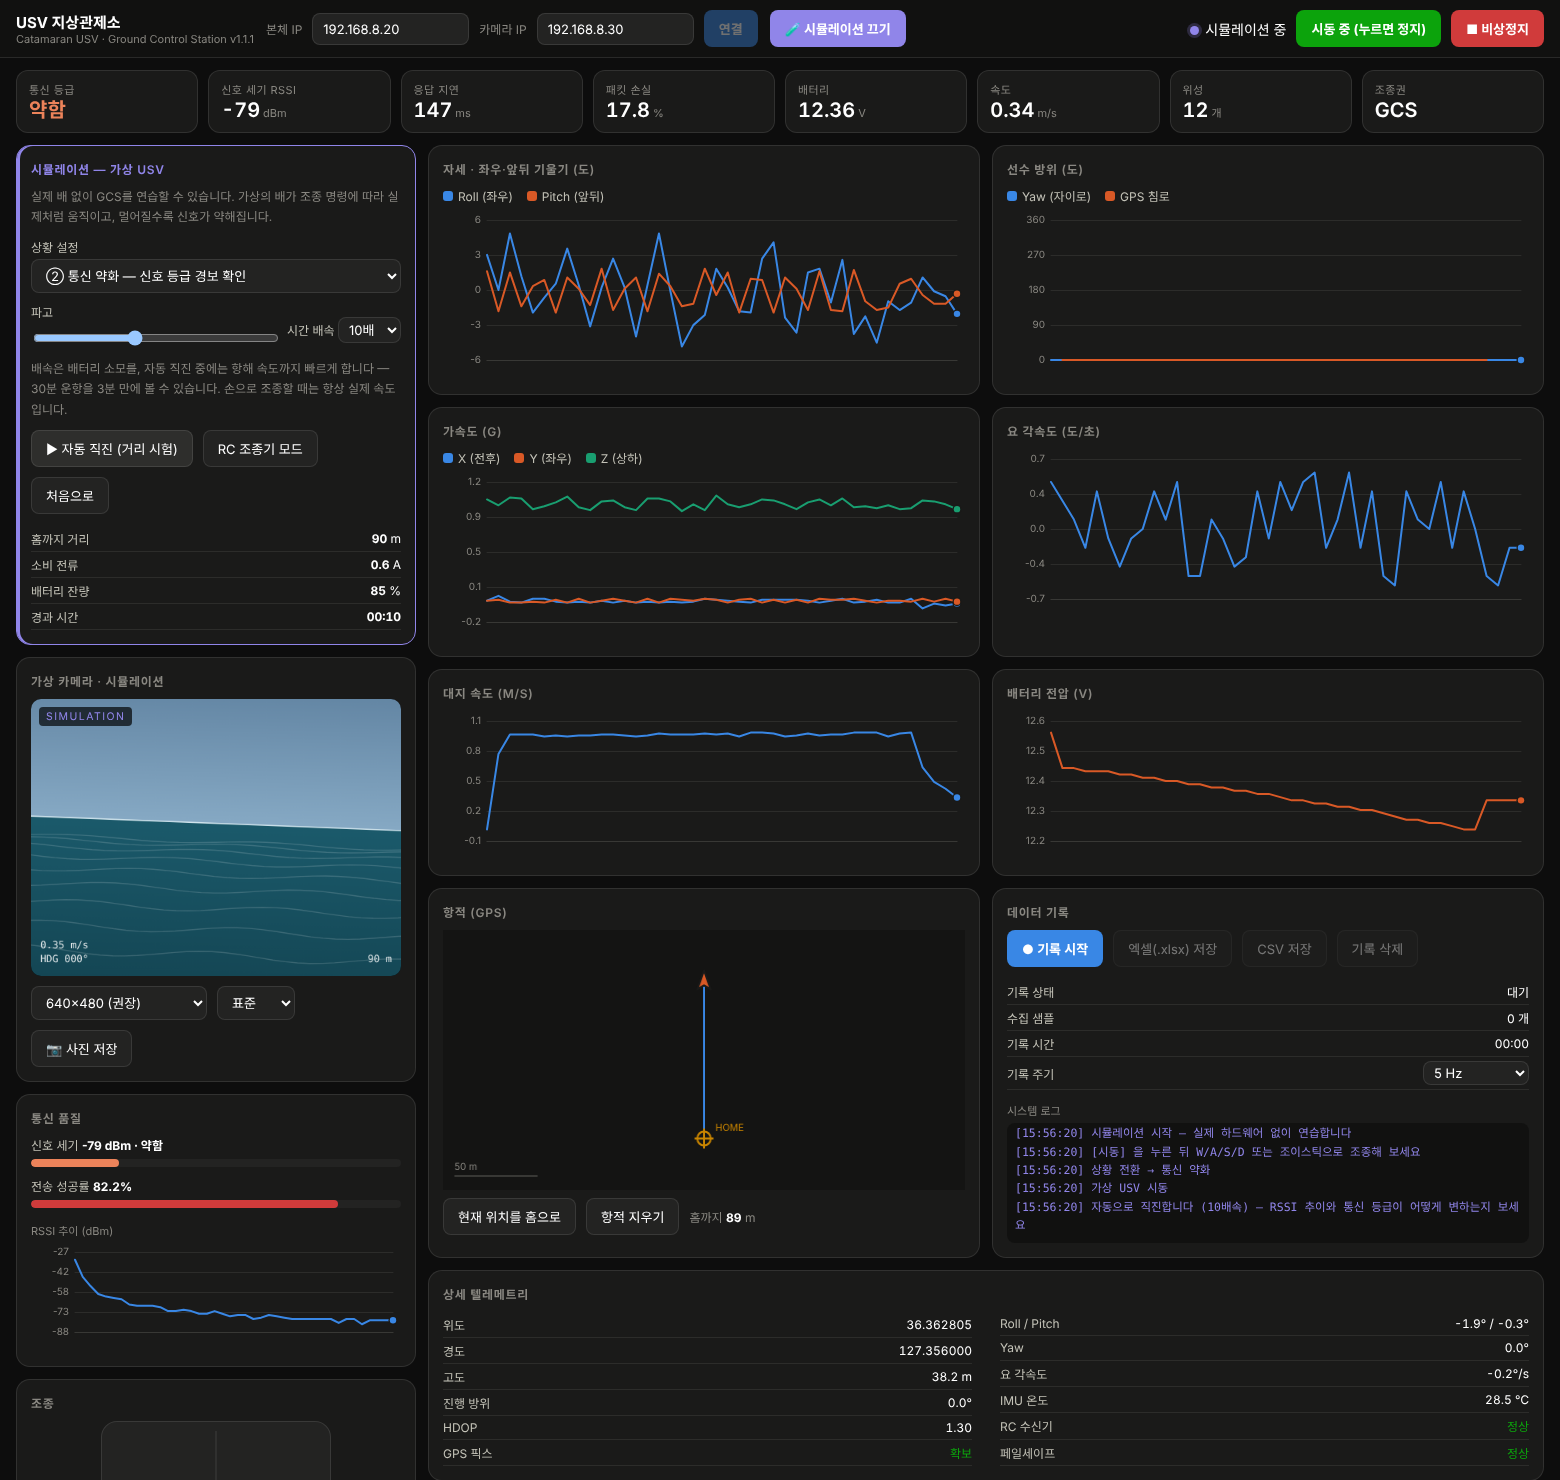 USV 지상관제소
Catamaran USV · Ground Control Station v1.1.1
본체 IP
192.168.8.20
카메라 IP
192.168.8.30
연결
🧪 시뮬레이션 끄기
시뮬레이션 중
시동 중 (누르면 정지)
■ 비상정지
통신 등급
약함
신호 세기 RSSI
-79 dBm
응답 지연
147 ms
패킷 손실
17.8 %
배터리
12.36 V
속도
0.34 m/s
위성
12 개
조종권
GCS
시뮬레이션 — 가상 USV
실제 배 없이 GCS를 연습할 수 있습니다. 가상의 배가 조종 명령에 따라 실
제처럼 움직이고, 멀어질수록 신호가 약해집니다.
상황 설정
② 통신 약화 — 신호 등급 경보 확인
파고
시간 배속
10배
배속은 배터리 소모를, 자동 직진 중에는 항해 속도까지 빠르게 합니다 —
30분 운항을 3분 만에 볼 수 있습니다. 손으로 조종할 때는 항상 실제 속도
입니다.
▶ 자동 직진 (거리 시험)
RC 조종기 모드
처음으로
홈까지 거리 90 m
소비 전류 0.6 A
배터리 잔량 85 %
경과 시간 00:10
가상 카메라 · 시뮬레이션
SIMULATION
0.35 m/s
HDG 000°
90 m
640×480 (권장)
표준
📷 사진 저장
통신 품질
신호 세기 -79 dBm · 약함
전송 성공률 82.2%
RSSI 추이 (dBm)
-27
-42
-58
-73
-88
조종
자세 · 좌우·앞뒤 기울기 (도)
Roll (좌우)
Pitch (앞뒤)
6
3
0
-3
-6
선수 방위 (도)
Yaw (자이로)
GPS 침로
360
270
180
90
0
가속도 (G)
X (전후)
Y (좌우)
Z (상하)
1.2
0.9
0.5
0.1
-0.2
요 각속도 (도/초)
0.7
0.4
0.0
-0.4
-0.7
대지 속도 (M/S)
1.1
0.8
0.5
0.2
-0.1
배터리 전압 (V)
12.6
12.5
12.4
12.3
12.2
항적 (GPS)
HOME
50 m
현재 위치를 홈으로
항적 지우기
홈까지 89 m
데이터 기록
● 기록 시작
엑셀(.xlsx) 저장
CSV 저장
기록 삭제
기록 상태 대기
수집 샘플 0 개
기록 시간 00:00
기록 주기 5 Hz
시스템 로그
[15:56:20] 시뮬레이션 시작 — 실제 하드웨어 없이 연습합니다
[15:56:20] [시동] 을 누른 뒤 W/A/S/D 또는 조이스틱으로 조종해 보세요
[15:56:20] 상황 전환 → 통신 약화
[15:56:20] 가상 USV 시동
[15:56:20] 자동으로 직진합니다 (10배속) — RSSI 추이와 통신 등급이 어떻게 변하는지 보세
요
상세 텔레메트리
위도 36.362805
경도 127.356000
고도 38.2 m
진행 방위 0.0°
HDOP 1.30
GPS 픽스 확보
Roll / Pitch -1.9° / -0.3°
Yaw 0.0°
요 각속도 -0.2°/s
IMU 온도 28.5 °C
RC 수신기 정상
페일세이프 정상